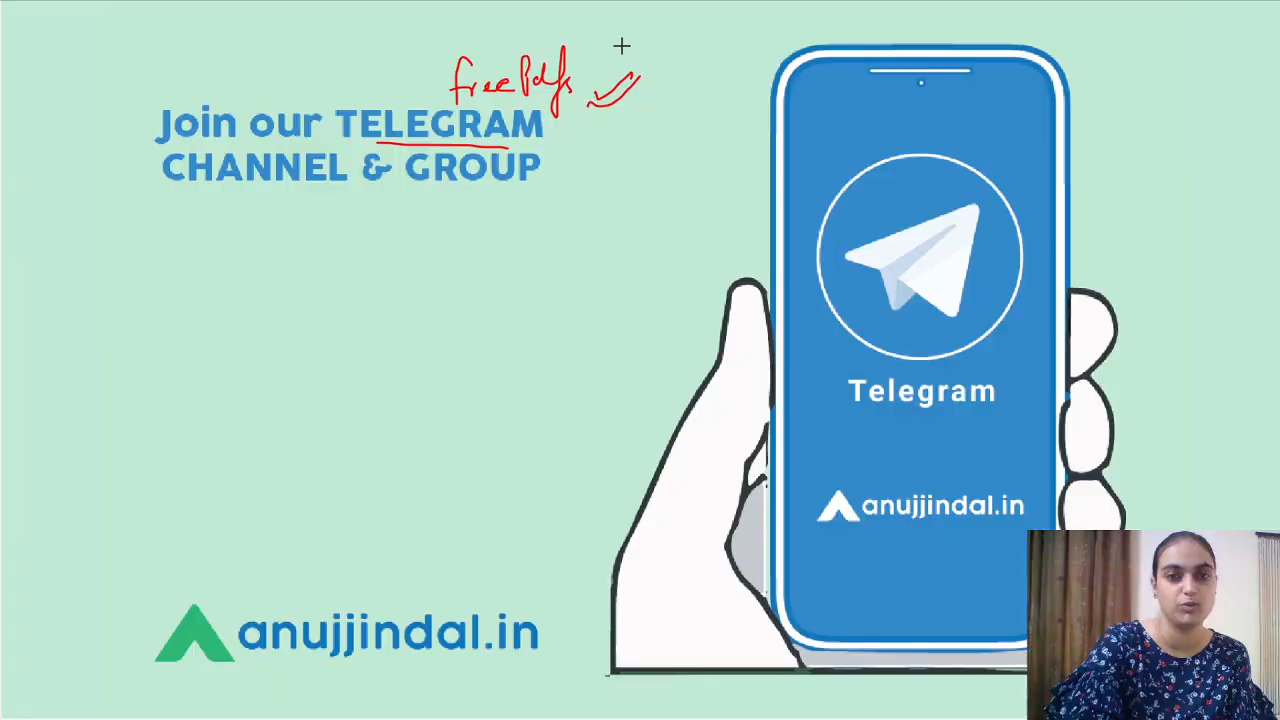 free Pdfs
Join our TELEGRAM
CHANNEL & GROUP
Telegram
anujjindal.in
anujjindal.in